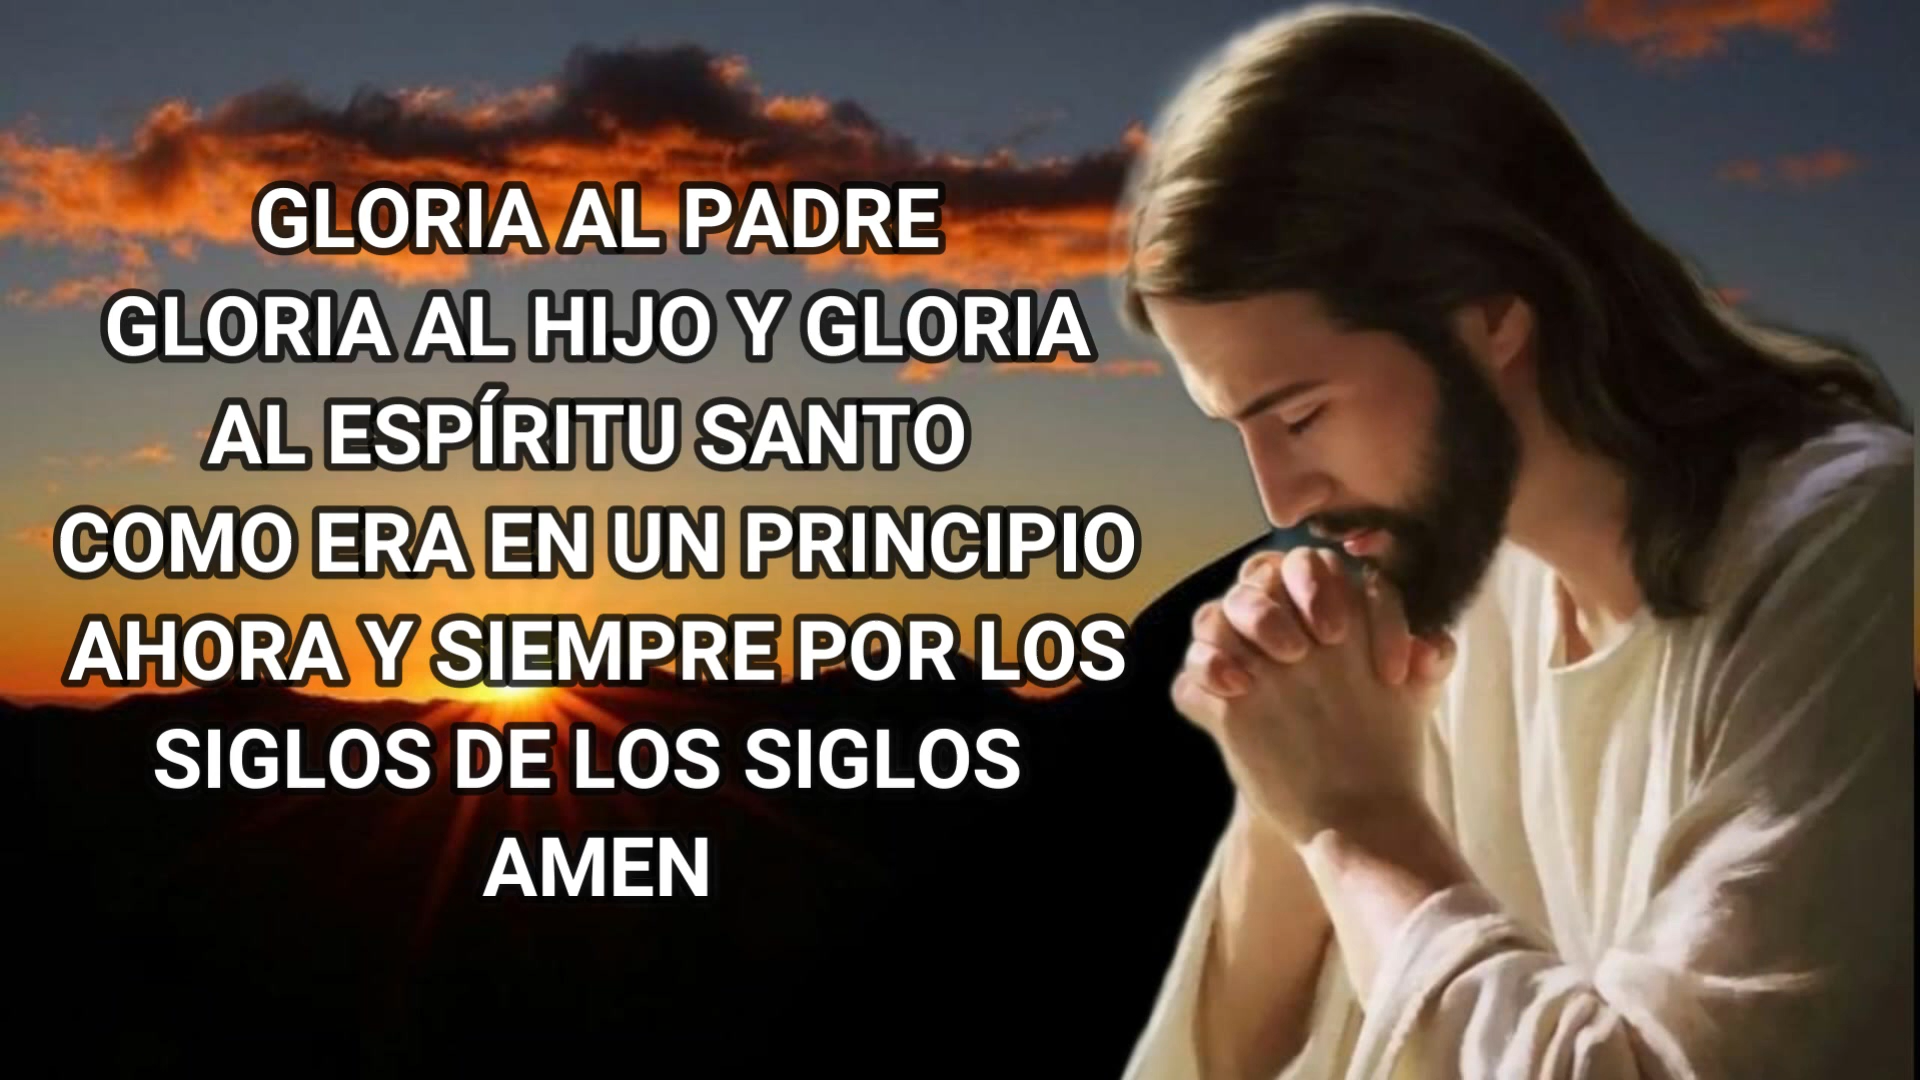 GLORIA AL PADRE
GLORIA AL HIJO Y GLORIA
AL ESPÍRITU SANTO
COMO ERA EN UN PRINCIPIO
AHORA Y SIEMPRE POR LOS
SIGLOS DE LOS SIGLOS
AMEN